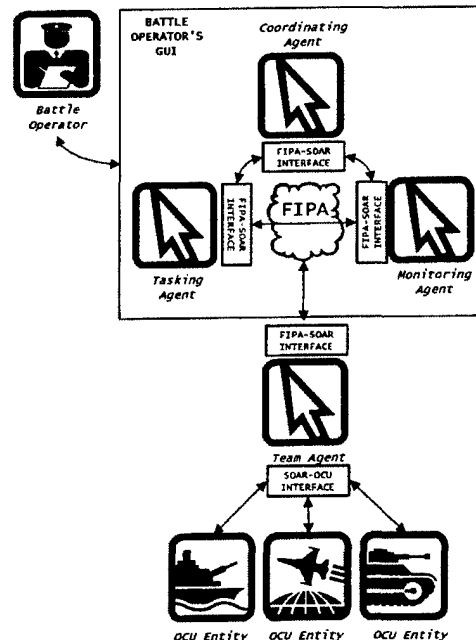 BATTLE
OPERATOR'S
GUI
Coordinating
Agent
Battle
Operator
FIPA-SOAR
INTERFACE
FIPA-SOAR
INTERFACE
FIPA
FIPA-SOAR
INTERFACE
Tasking
Agent
Monitoring
Agent
FIPA-SOAR
INTERFACE
Team Agent
SOAR-OCU
INTERFACE
OCU Entity
OCU Entity
OCU Entity